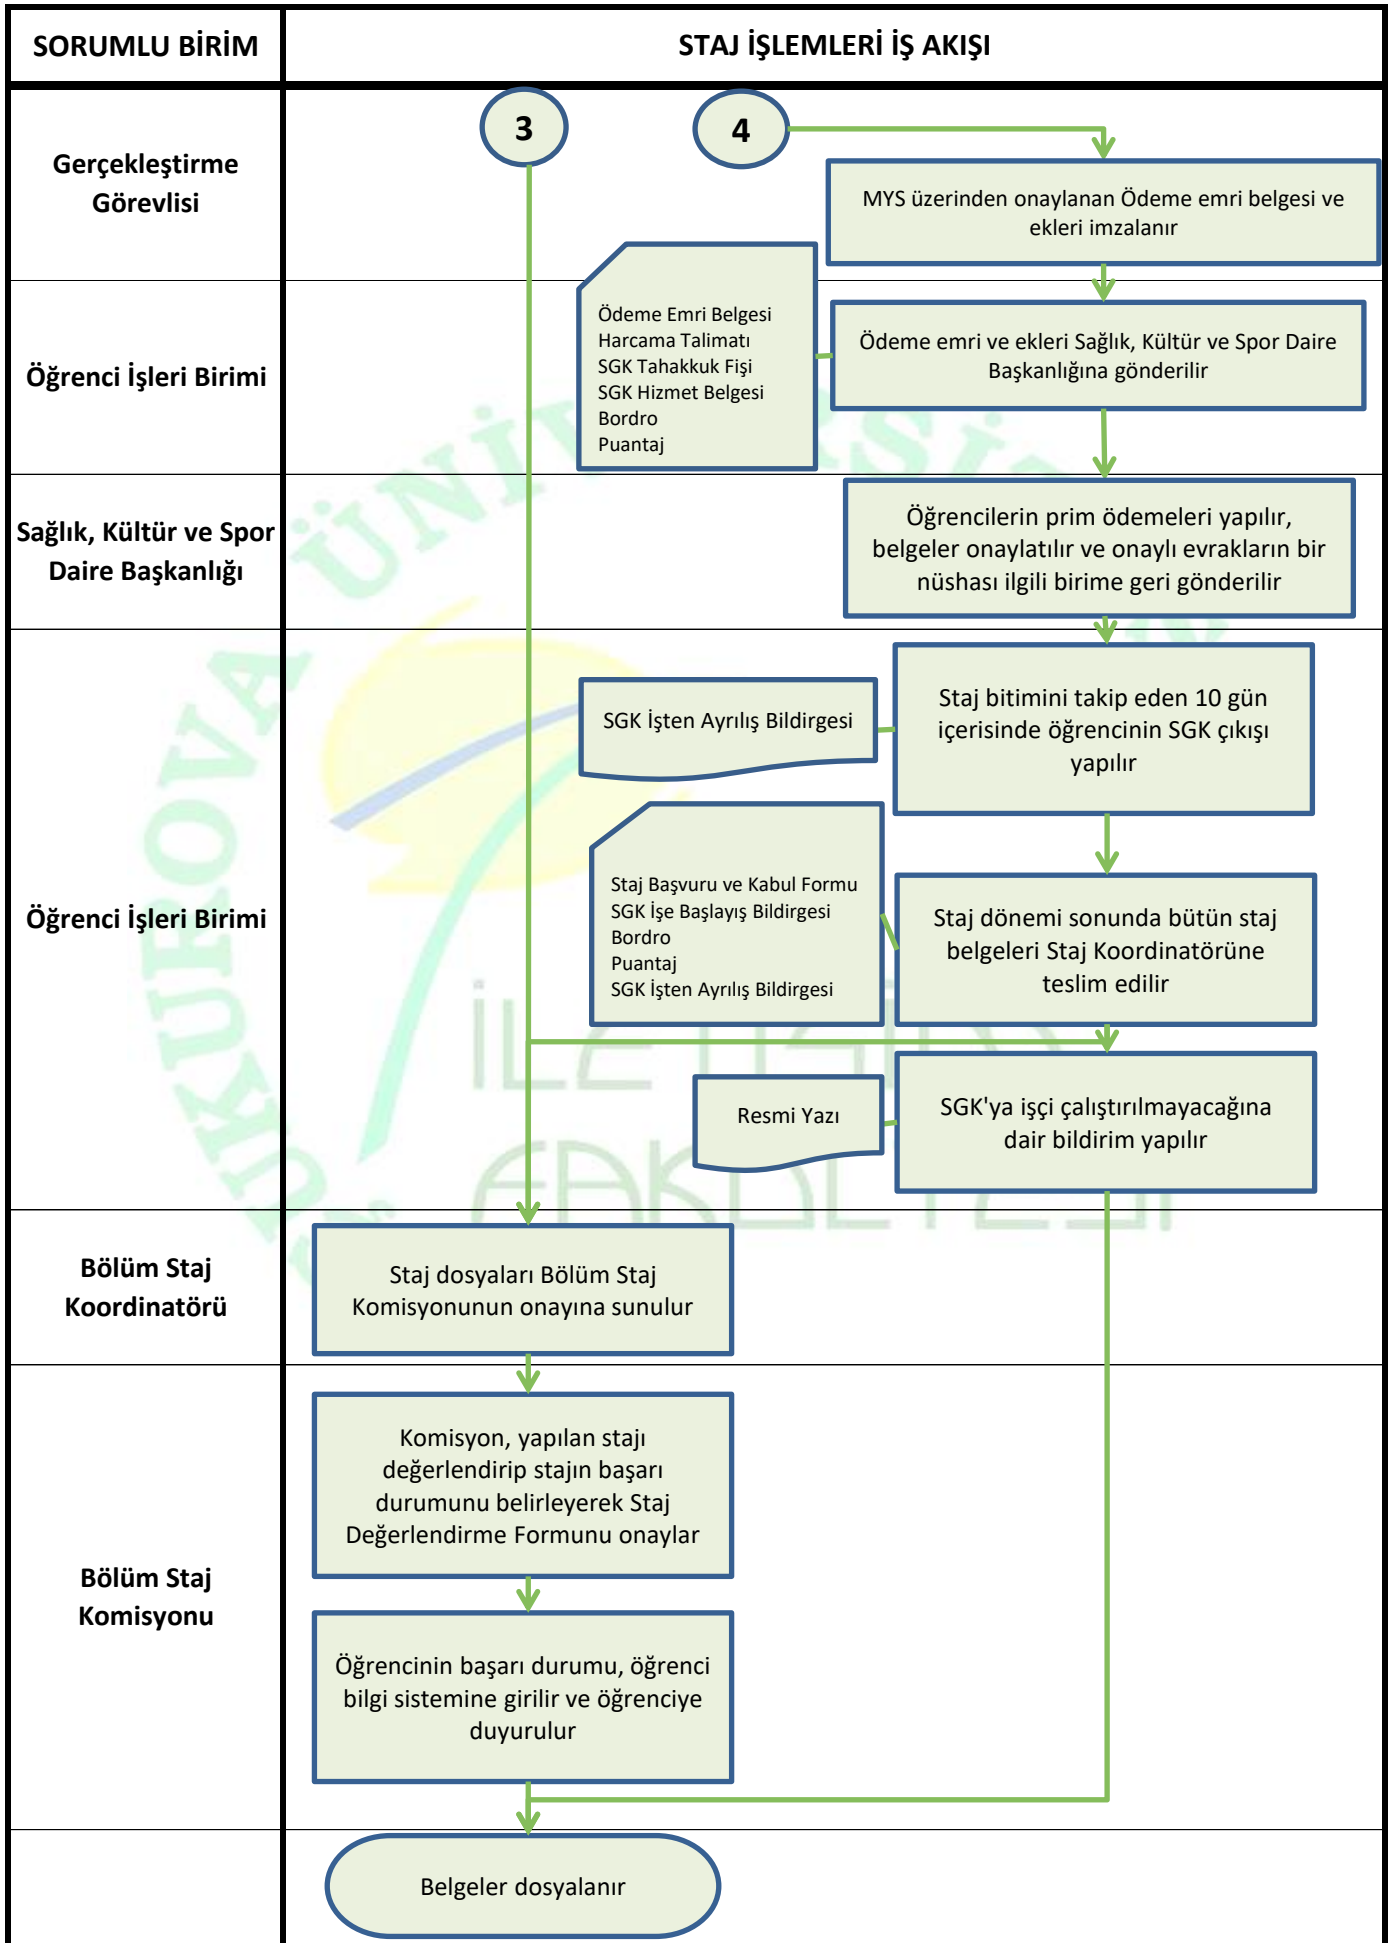 SORUMLU BİRİM
STAJ İŞLEMLERİ İŞ AKIŞI
3
4
Gerçekleştirme
Görevlisi
MYS üzerinden onaylanan Ödeme emri belgesi ve
ekleri imzalanır
Öğrenci İşleri Birimi
Ödeme Emri Belgesi
Harcama Talimatı
SGK Tahakkuk Fişi
SGK Hizmet Belgesi
Bordro
Puantaj
Ödeme emri ve ekleri Sağlık, Kültür ve Spor Daire
Başkanlığına gönderilir
Sağlık, Kültür ve Spor
Daire Başkanlığı
Öğrencilerin prim ödemeleri yapılır,
belgeler onaylatılır ve onaylı evrakların bir
nüshası ilgili birime geri gönderilir
Öğrenci İşleri Birimi
SGK İşten Ayrılış Bildirgesi
Staj bitimini takip eden 10 gün
içerisinde öğrencinin SGK çıkışı
yapılır
Staj Başvuru ve Kabul Formu
SGK İşe Başlayış Bildirgesi
Bordro
Puantaj
SGK İşten Ayrılış Bildirgesi
Staj dönemi sonunda bütün staj
belgeleri Staj Koordinatörüne
teslim edilir
Resmi Yazı
SGK'ya işçi çalıştırılmayacağına
dair bildirim yapılır
Bölüm Staj
Koordinatörü
Staj dosyaları Bölüm Staj
Komisyonunun onayına sunulur
Bölüm Staj
Komisyonu
Komisyon, yapılan stajı
değerlendirip stajın başarı
durumunu belirleyerek Staj
Değerlendirme Formunu onaylar
Öğrencinin başarı durumu, öğrenci
bilgi sistemine girilir ve öğrenciye
duyurulur
Belgeler dosyalanır